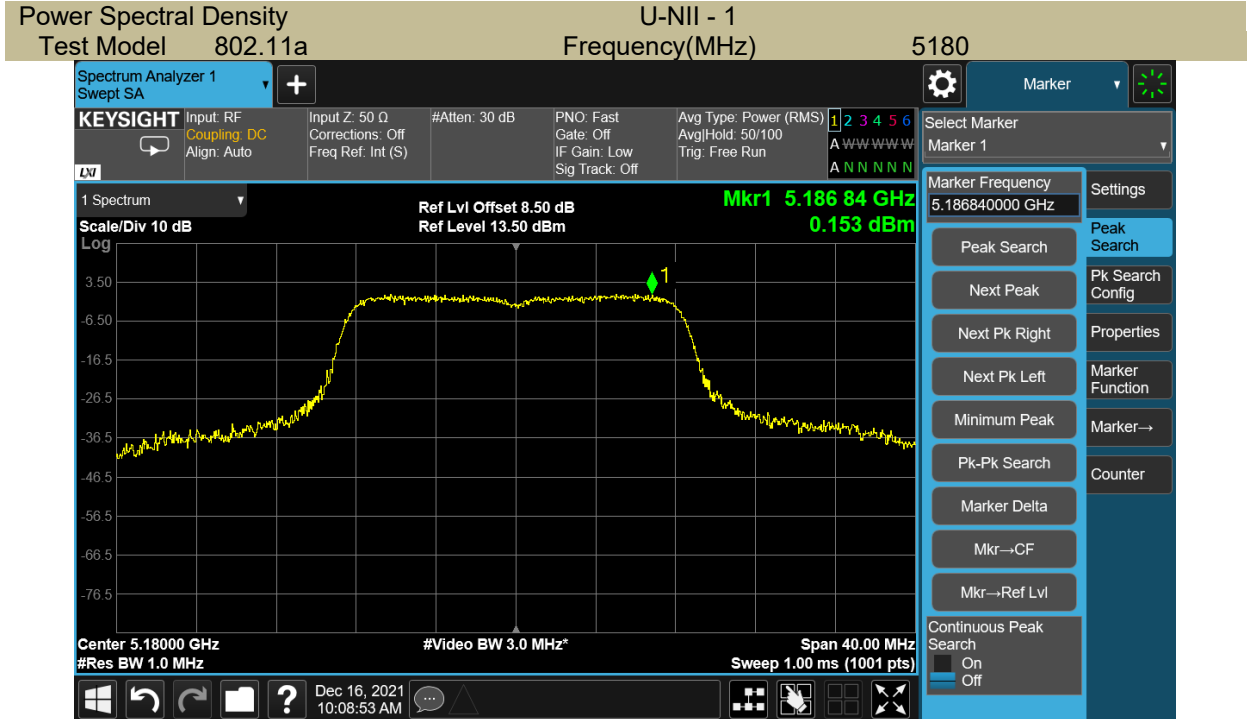 Power Spectral Density U-NII - 1
Test Model 802.11a Frequency(MHz) 5180
Spectrum Analyzer 1
Swept SA
+
Marker
KEYSIGHT
LXI
Input: RF
Coupling: DC
Align: Auto
Input Z: 50 Ω
Corrections: Off
Freq Ref: Int (S)
#Atten: 30 dB
PNO: Fast
Gate: Off
IF Gain: Low
Sig Track: Off
Avg Type: Power (RMS)
Avg|Hold: 50/100
Trig: Free Run
1 2 3 4 5 6
A W W W W W
A N N N N N
Select Marker
Marker 1
1 Spectrum
Scale/Div 10 dB
Log
Ref Lvl Offset 8.50 dB
Ref Level 13.50 dBm
Mkr1 5.186 84 GHz
0.153 dBm
1
3.50
-6.50
-16.5
-26.5
-36.5
-46.5
-56.5
-66.5
-76.5
Center 5.18000 GHz
#Res BW 1.0 MHz
#Video BW 3.0 MHz*
Span 40.00 MHz
Sweep 1.00 ms (1001 pts)
Marker Frequency
5.186840000 GHz
Peak Search
Next Peak
Next Pk Right
Next Pk Left
Minimum Peak
Pk-Pk Search
Marker Delta
Mkr→CF
Mkr→Ref Lvl
Continuous Peak
Search
On
Off
Settings
Peak
Search
Pk Search
Config
Properties
Marker
Function
Marker→
Counter
?
Dec 16, 2021
10:08:53 AM